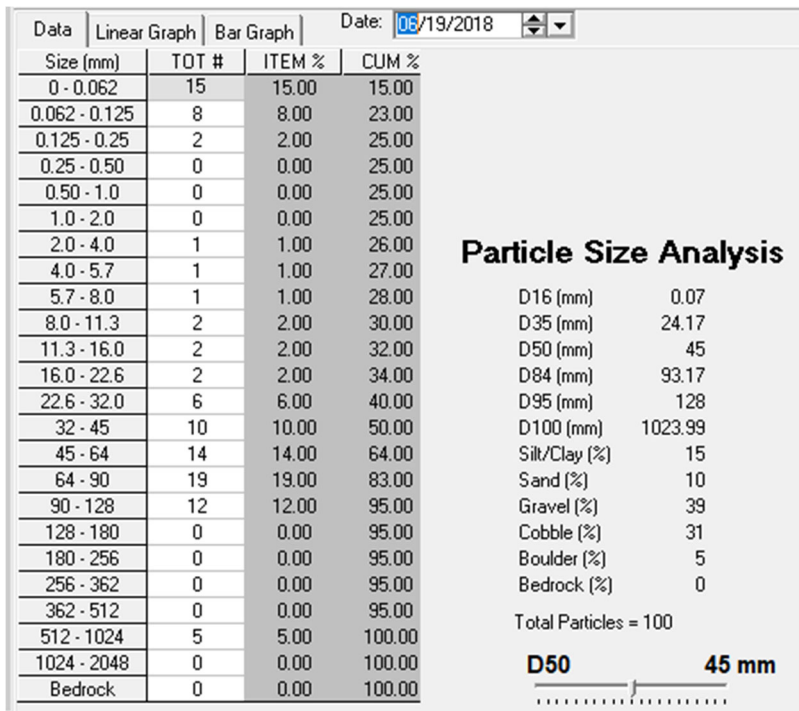 Data Linear Graph Bar Graph Date: 06/19/2018
Size (mm) TOT # ITEM % CUM %
0 - 0.062 15 15.00 15.00
0.062 - 0.125 8 8.00 23.00
0.125 - 0.25 2 2.00 25.00
0.25 - 0.50 0 0.00 25.00
0.50 - 1.0 0 0.00 25.00
1.0 - 2.0 0 0.00 25.00
2.0 - 4.0 1 1.00 26.00
4.0 - 5.7 1 1.00 27.00
5.7 - 8.0 1 1.00 28.00
8.0 - 11.3 2 2.00 30.00
11.3 - 16.0 2 2.00 32.00
16.0 - 22.6 2 2.00 34.00
22.6 - 32.0 6 6.00 40.00
32 - 45 10 10.00 50.00
45 - 64 14 14.00 64.00
64 - 90 19 19.00 83.00
90 - 128 12 12.00 95.00
128 - 180 0 0.00 95.00
180 - 256 0 0.00 95.00
256 - 362 0 0.00 95.00
362 - 512 0 0.00 95.00
512 - 1024 5 5.00 100.00
1024 - 2048 0 0.00 100.00
Bedrock 0 0.00 100.00
Particle Size Analysis
D16 (mm) 0.07
D35 (mm) 24.17
D50 (mm) 45
D84 (mm) 93.17
D95 (mm) 128
D100 (mm) 1023.99
Silt/Clay (%) 15
Sand (%) 10
Gravel (%) 39
Cobble (%) 31
Boulder (%) 5
Bedrock (%) 0
Total Particles = 100
D50 45 mm